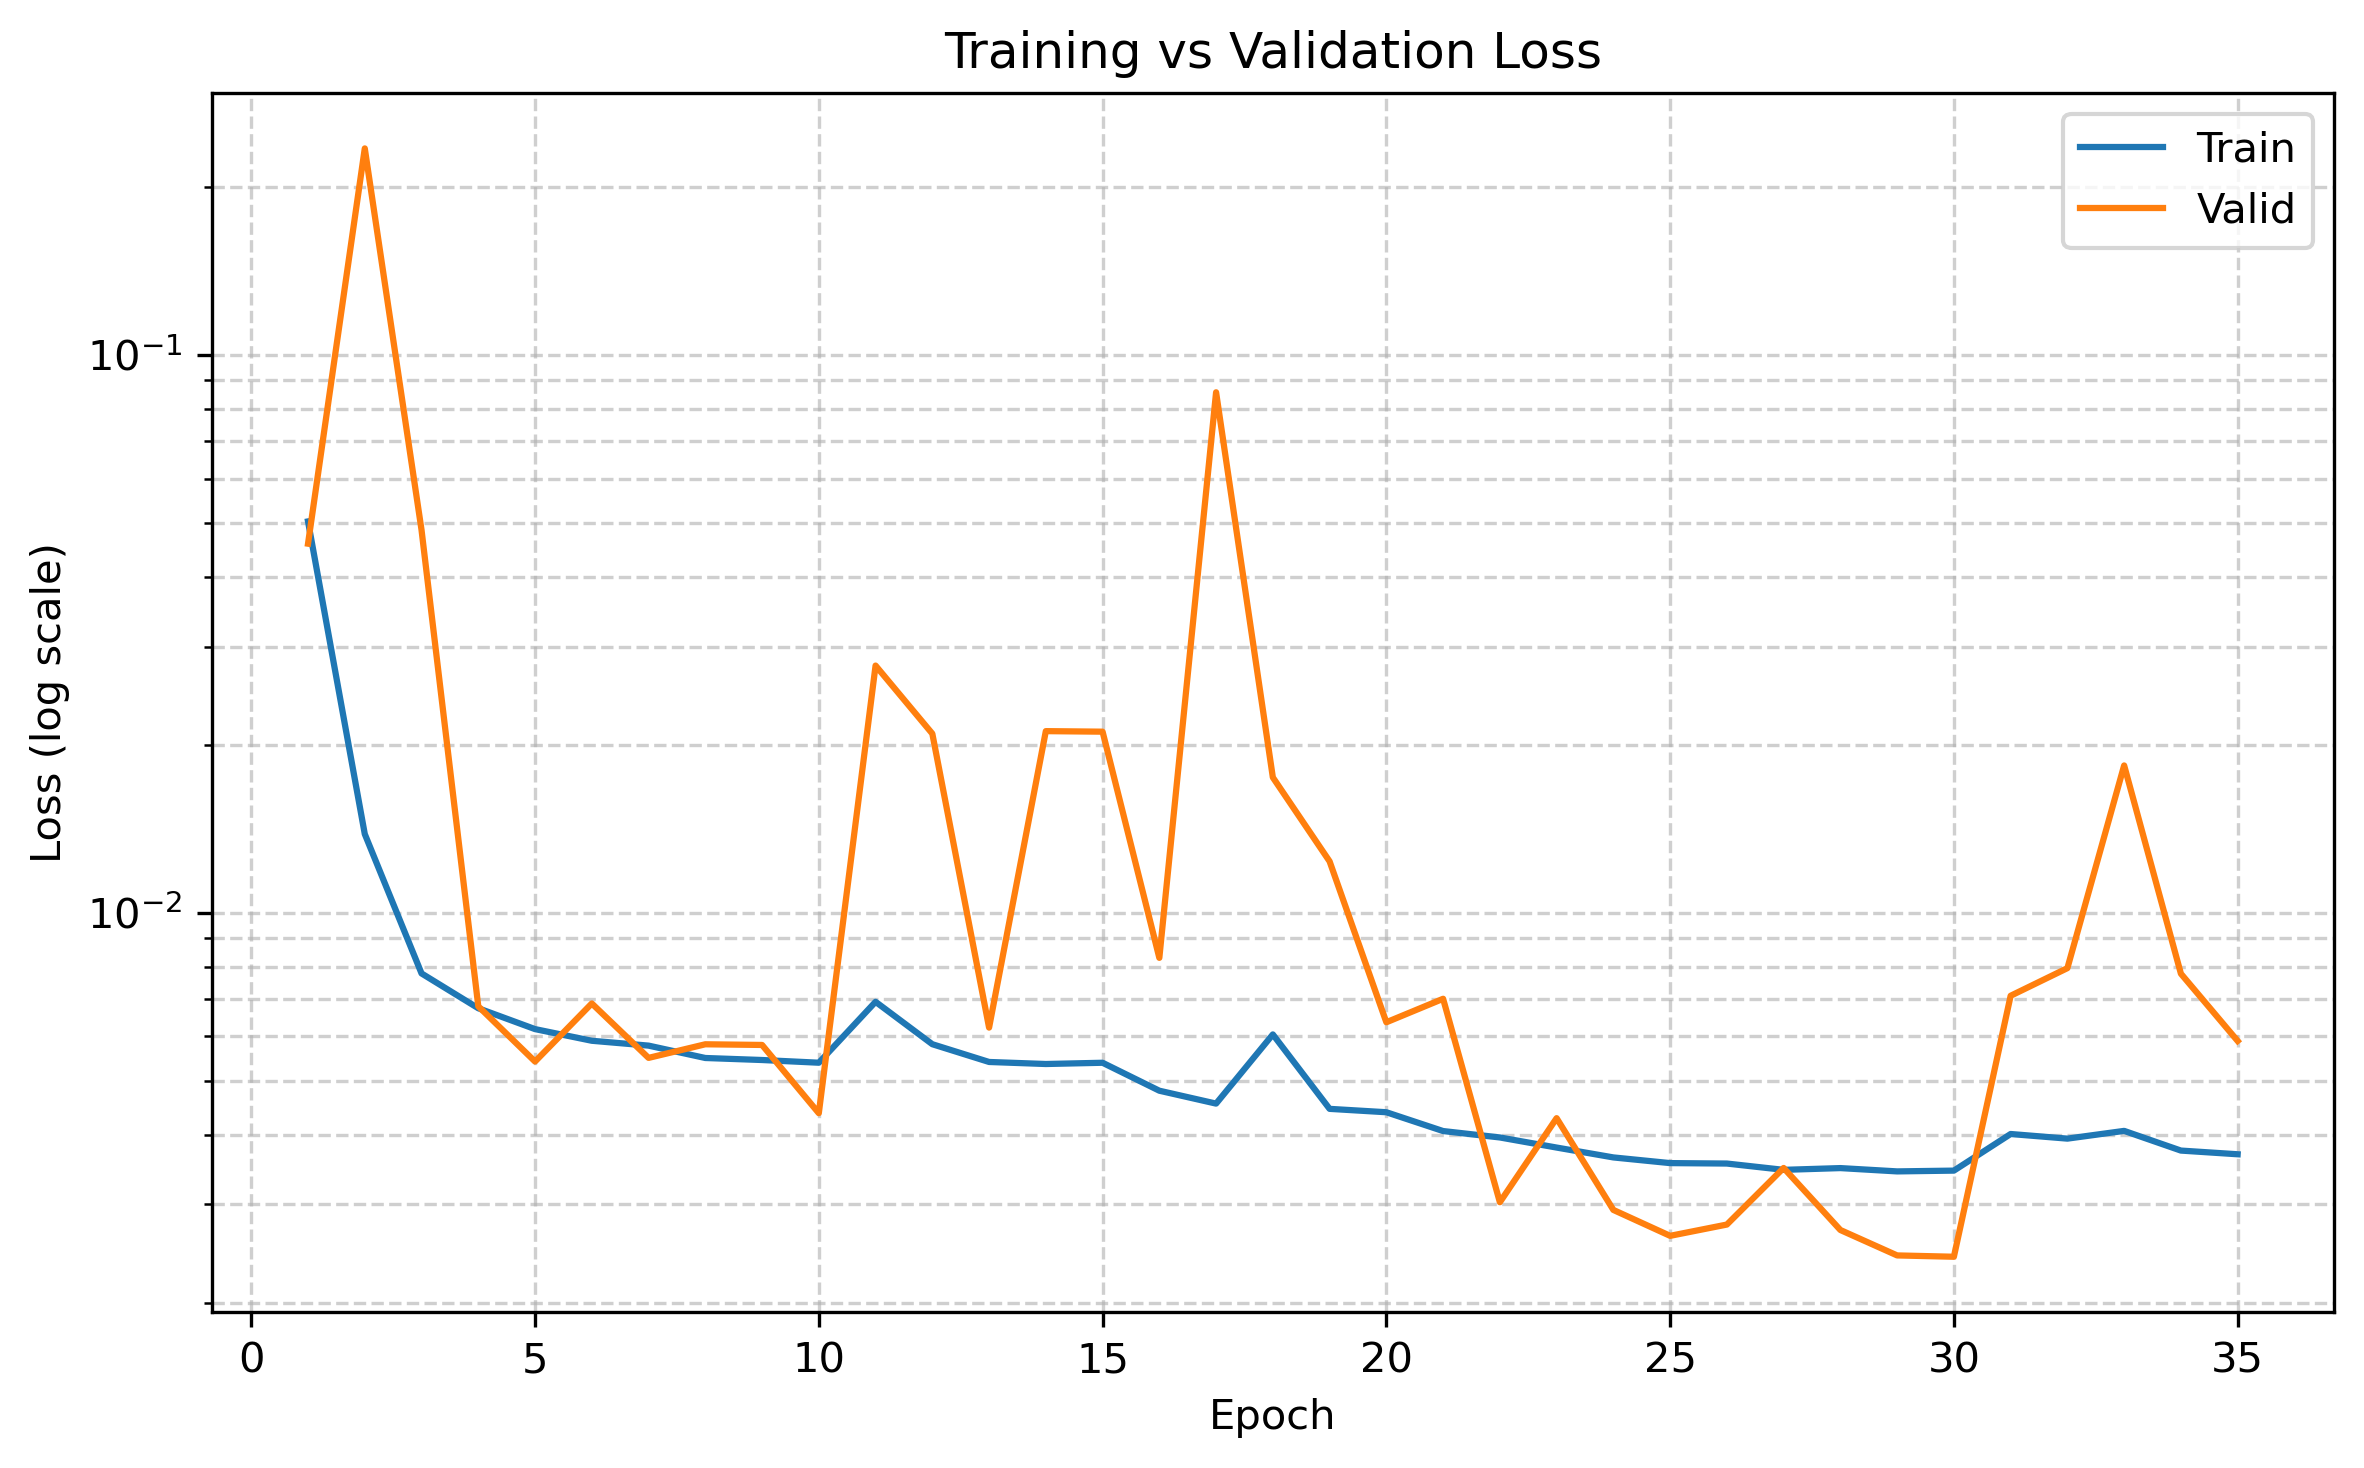 Training vs Validation Loss
Train
Valid
10⁻¹
10⁻²
Loss (log scale)
0 5 10 15 20 25 30 35
Epoch